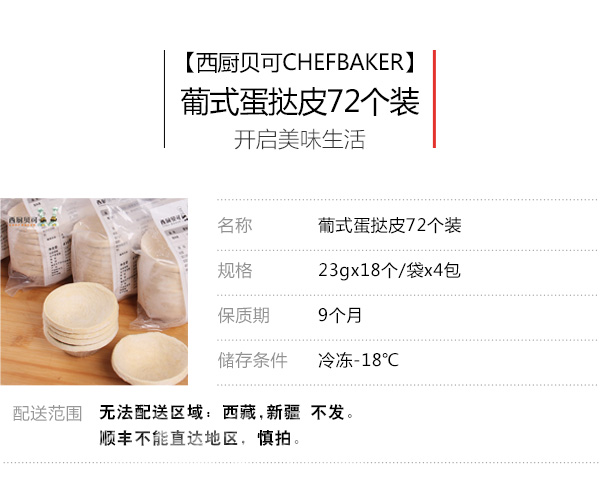 【西厨贝可CHEFBAKER】
葡式蛋挞皮72个装
开启美味生活
西厨贝可
名称 葡式蛋挞皮72个装
规格 23gx18个/袋x4包
保质期 9个月
储存条件 冷冻-18℃
配送范围 无法配送区域：西藏,新疆 不发。
顺丰不能直达地区，慎拍。